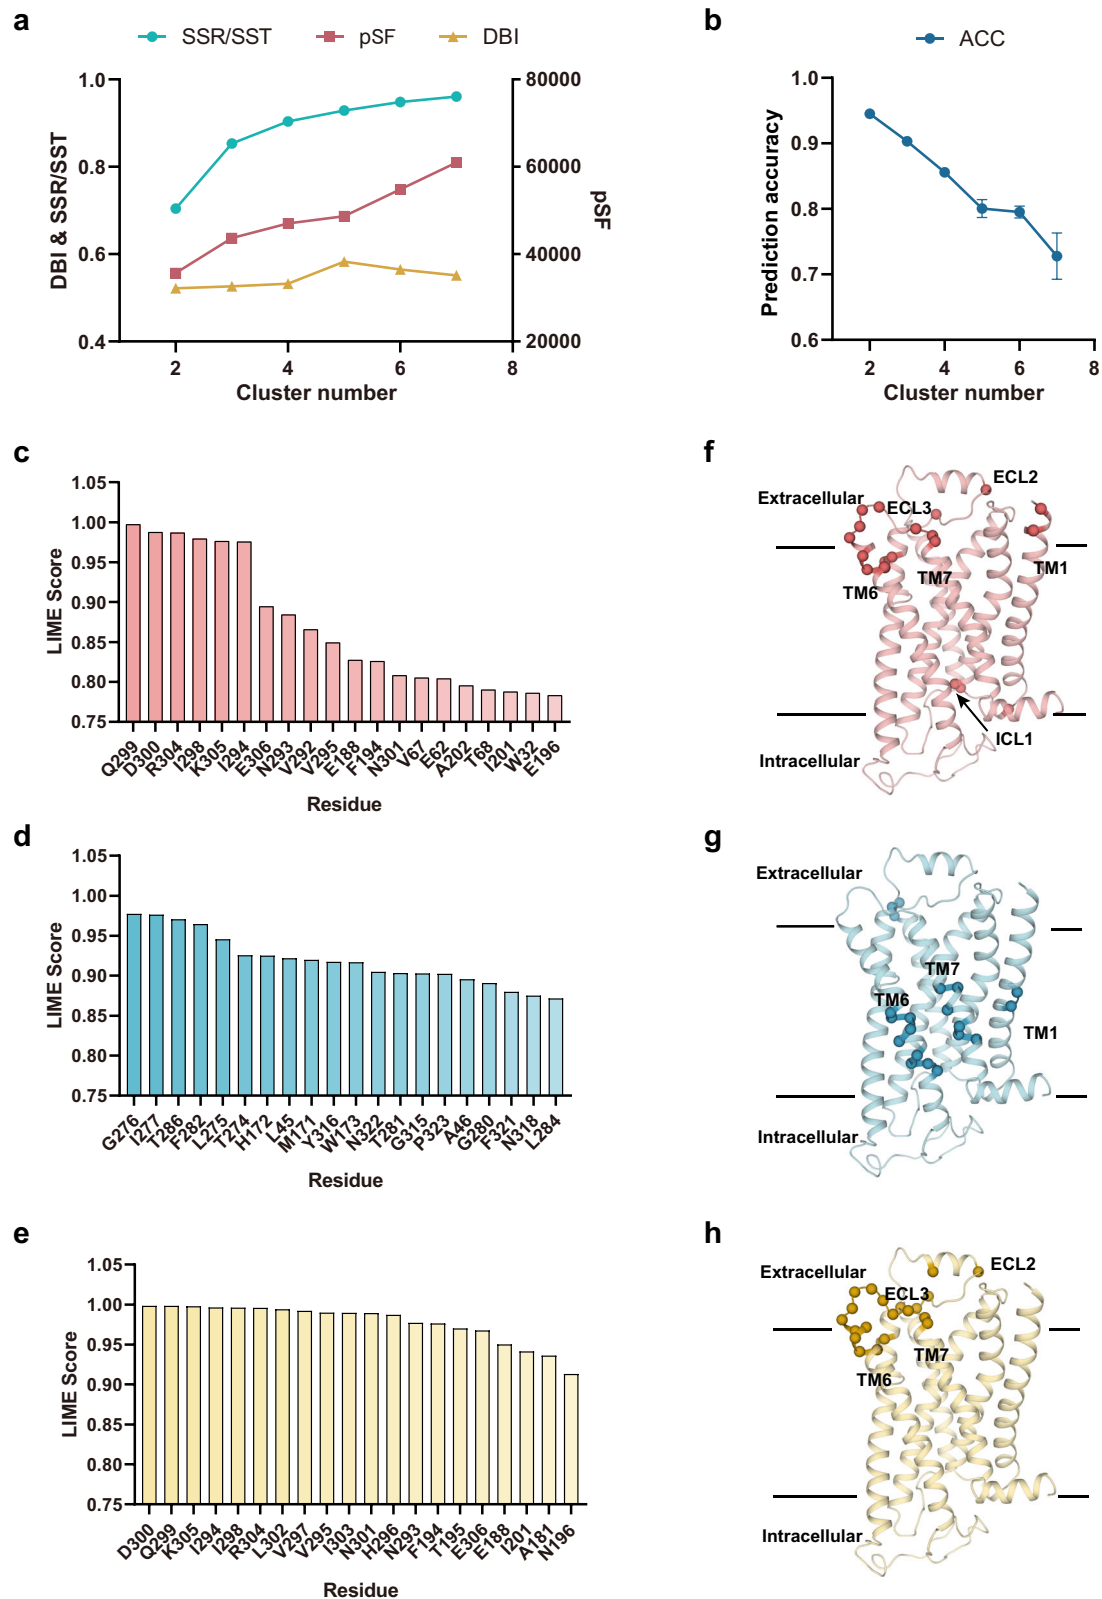 a
SSR/SST pSF DBI
1.0
0.8
0.6
0.4
80000
60000
40000
20000
DBI & SSR/SST
pSF
2 4 6 8
Cluster number
b
ACC
1.0
0.9
0.8
0.7
0.6
Prediction accuracy
2 4 6 8
Cluster number
c
1.05
1.00
0.95
0.90
0.85
0.80
0.75
LIME Score
Q299 D300 R304 I298 K305 I294 E306 N293 V292 V295 E188 F194 N301 V67 E62 A202 T68 I201 W32 E196
Residue
f
Extracellular
ECL2
ECL3
TM1
TM7
TM6
ICL1
Intracellular
d
1.05
1.00
0.95
0.90
0.85
0.80
0.75
LIME Score
G276 I277 T286 F282 L275 T274 H172 L45 M171 Y316 W173 N322 T281 G315 P323 A46 G280 F321 N318 L284
Residue
g
Extracellular
TM7
TM6
TM1
Intracellular
e
1.05
1.00
0.95
0.90
0.85
0.80
0.75
LIME Score
D300 Q299 K305 I294 I298 R304 L302 V297 V295 I303 N301 H296 N293 F194 T195 E306 E188 I201 A181 N196
Residue
h
Extracellular
ECL2
ECL3
TM7
TM6
Intracellular